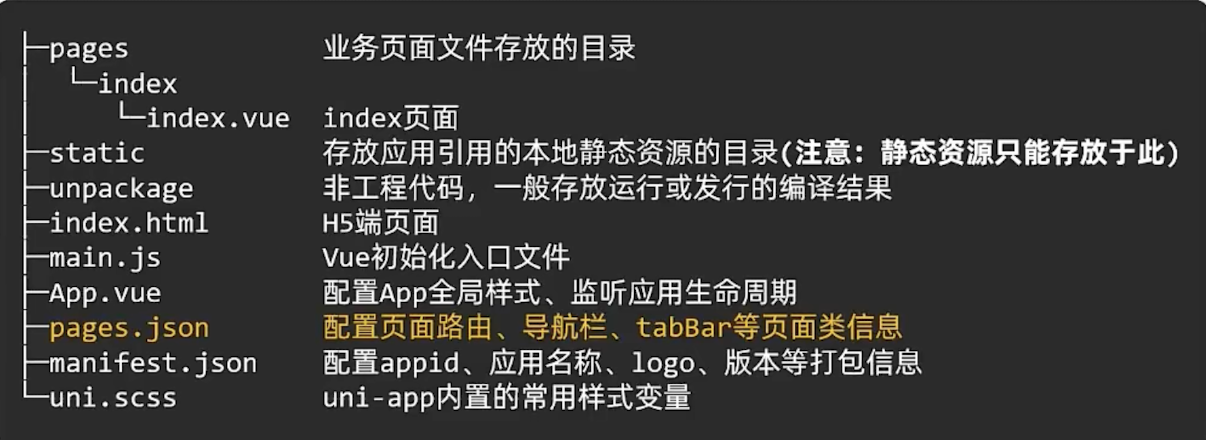 ├─pages 业务页面文件存放的目录
│ └─index
│ └─index.vue index页面
├─static 存放应用引用的本地静态资源的目录(注意：静态资源只能存放于此)
├─unpackage 非工程代码，一般存放运行或发行的编译结果
├─index.html H5端页面
├─main.js Vue初始化入口文件
├─App.vue 配置App全局样式、监听应用生命周期
├─pages.json 配置页面路由、导航栏、tabBar等页面类信息
├─manifest.json 配置appid、应用名称、logo、版本等打包信息
└─uni.scss uni-app内置的常用样式变量